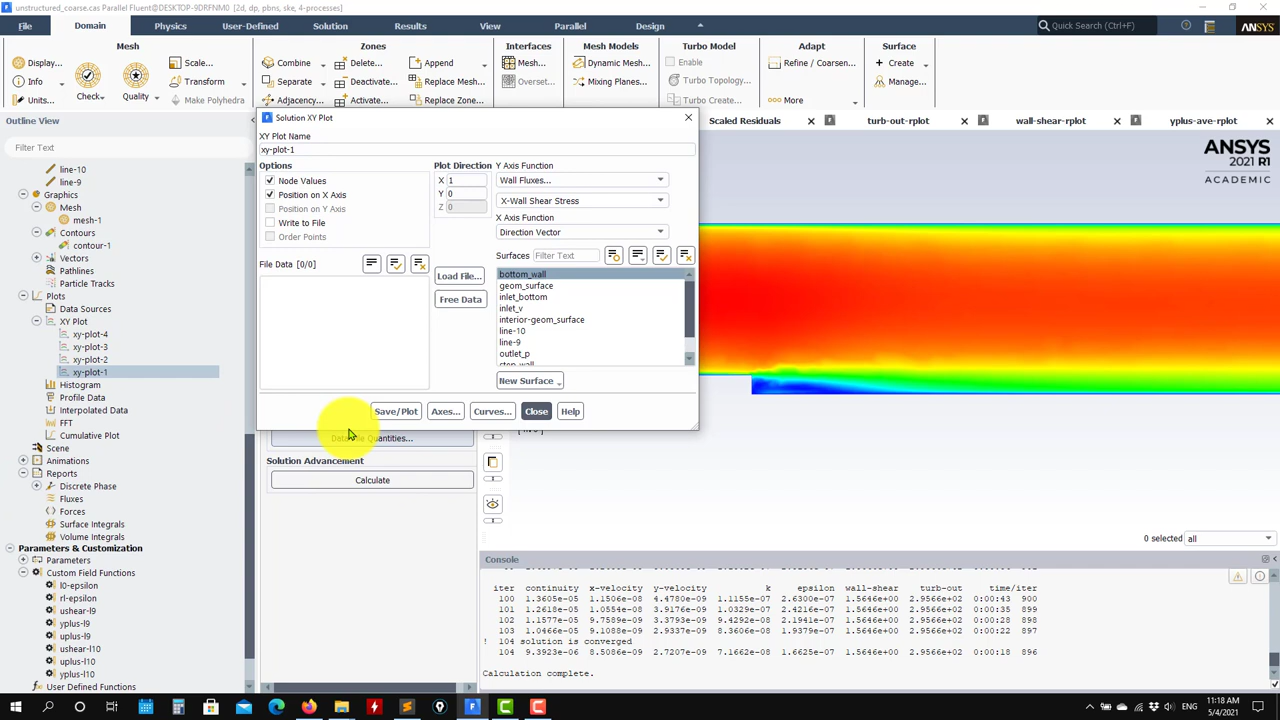 unstructured_coarse.cas Parallel Fluent@DESKTOP-9DRFNM0 [2d, dp, pbns, ske, 4-processes]
File Domain Physics User-Defined Solution Results View Parallel Design Quick Search (Ctrl+F) ANSYS
Mesh Zones Interfaces Mesh Models Turbo Model Adapt Surface
Display... Scale... Combine Delete... Append Mesh... Dynamic Mesh... Enable Refine / Coarsen... Create
Info Check Quality Transform Separate Deactivate... Replace Mesh... Overset... Mixing Planes... Turbo Topology... Manage...
Units... Make Polyhedra Adjacency... Activate... Replace Zone... Turbo Create... More
Outline View
Filter Text
Scaled Residuals turb-out-rplot wall-shear-rplot yplus-ave-rplot
ANSYS
2021 R1
ACADEMIC
line-10
line-9
Graphics
Mesh
mesh-1
Contours
contour-1
Vectors
Pathlines
Particle Tracks
Plots
Data Sources
XY Plot
xy-plot-4
xy-plot-3
xy-plot-2
xy-plot-1
Histogram
Profile Data
Interpolated Data
FFT
Cumulative Plot
Scene
Animations
Reports
Discrete Phase
Fluxes
Forces
Surface Integrals
Volume Integrals
Parameters & Customization
Parameters
Custom Field Functions
l0-epsilon
rl-epsilon
ushear-l9
yplus-l9
uplus-l9
ushear-l10
uplus-l10
yplus-l10
User Defined Functions
Solution XY Plot
XY Plot Name
xy-plot-1
Options
Node Values
Position on X Axis
Position on Y Axis
Write to File
Order Points
Plot Direction
X 1
Y 0
Z 0
Y Axis Function
Wall Fluxes...
X-Wall Shear Stress
X Axis Function
Direction Vector
File Data [0/0]
Load File...
Free Data
Surfaces Filter Text
bottom_wall
geom_surface
inlet_bottom
inlet_v
interior-geom_surface
line-10
line-9
outlet_p
New Surface
Save/Plot Axes... Curves... Close Help
Solution Advancement
Calculate
0 selected all
Console
iter continuity x-velocity y-velocity k epsilon wall-shear turb-out time/iter
100 1.3605e-05 1.1506e-08 4.4780e-09 1.1155e-07 2.6300e-07 1.5646e+00 2.9566e+02 0:00:43 900
101 1.2618e-05 1.0554e-08 3.9176e-09 1.0329e-07 2.4216e-07 1.5646e+00 2.9566e+02 0:00:35 899
102 1.1577e-05 9.7589e-09 3.3792e-09 9.4292e-08 2.1941e-07 1.5646e+00 2.9566e+02 0:00:28 898
103 1.0466e-05 9.1088e-09 2.9337e-09 8.3606e-08 1.9379e-07 1.5646e+00 2.9566e+02 0:00:22 897
! 104 solution is converged
104 9.3923e-06 8.5086e-09 2.7207e-09 7.1662e-08 1.6625e-07 1.5646e+00 2.9566e+02 0:00:18 896
Calculation complete.
ENG
11:18 AM
5/4/2021